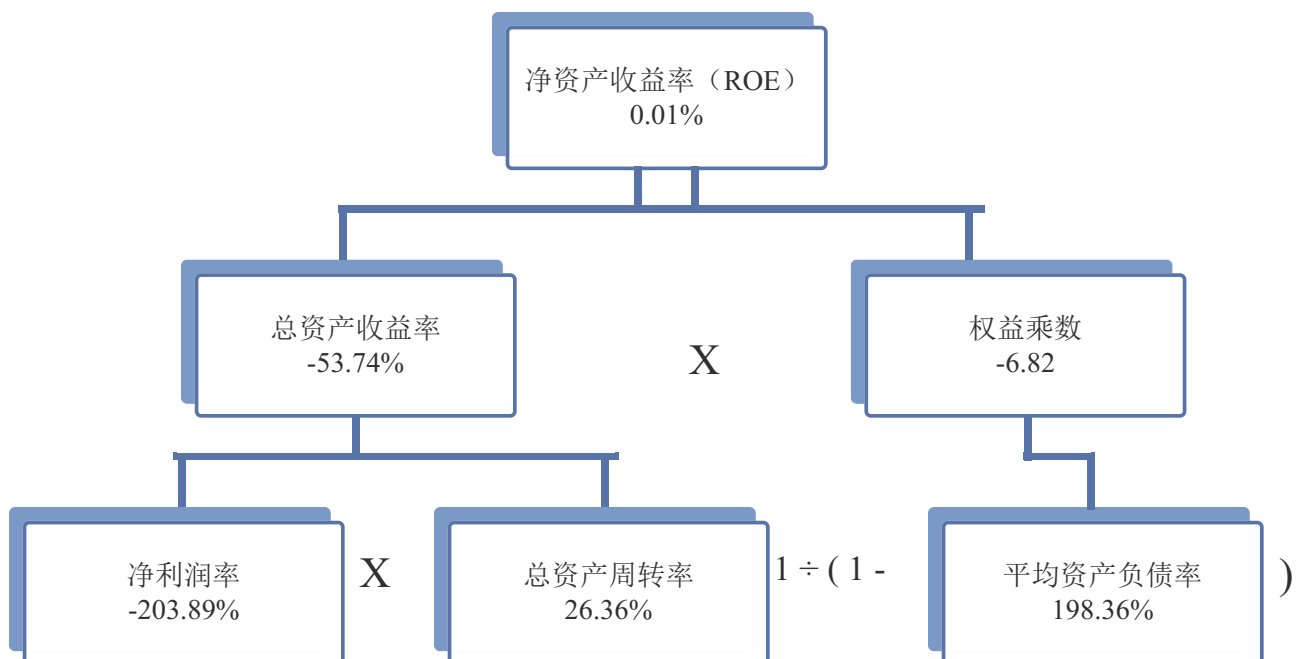 净资产收益率（ROE）
0.01%
总资产收益率
-53.74%
X
权益乘数
-6.82
净利润率
-203.89%
X
总资产周转率
26.36%
1 ÷ ( 1 -
平均资产负债率
198.36%
)